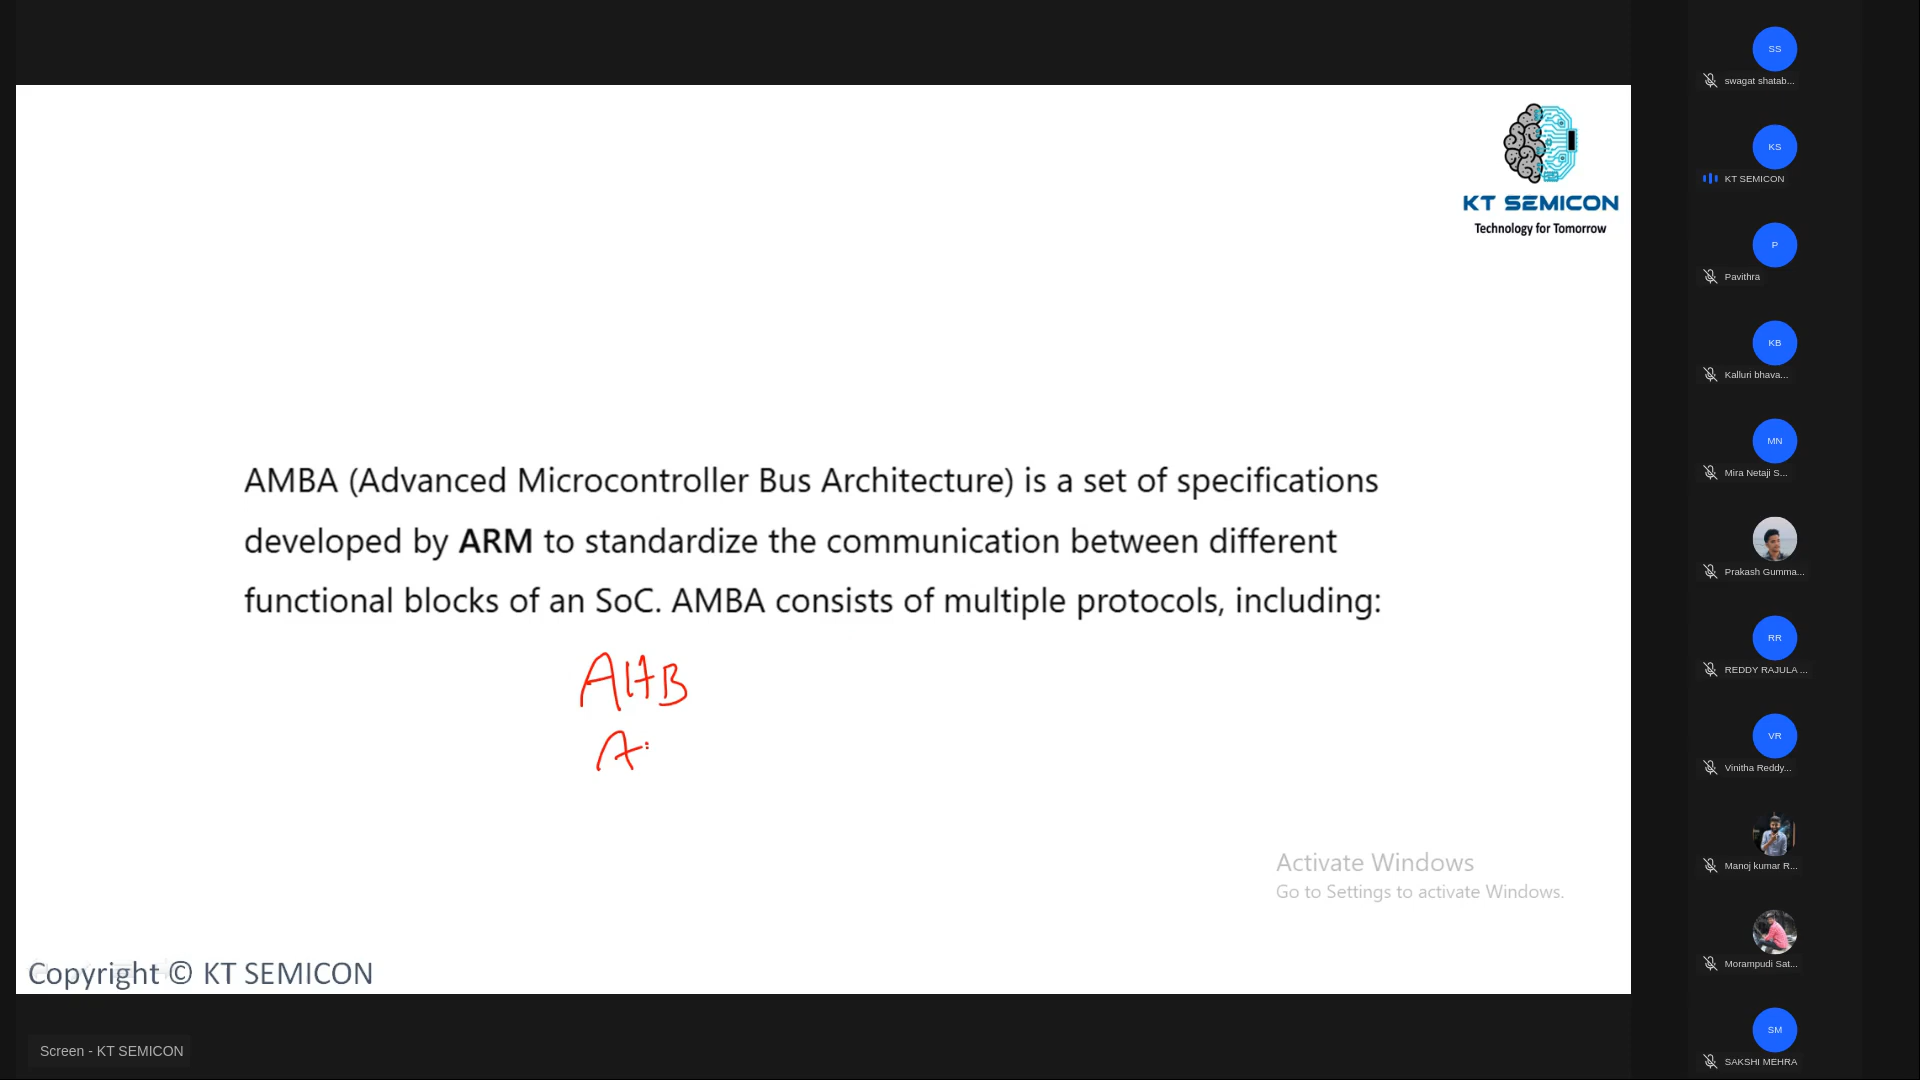 KT SEMICON
Technology for Tomorrow
AMBA (Advanced Microcontroller Bus Architecture) is a set of specifications
developed by ARM to standardize the communication between different
functional blocks of an SoC. AMBA consists of multiple protocols, including:
AHB
A
Activate Windows
Go to Settings to activate Windows.
Copyright © KT SEMICON
Screen - KT SEMICON
SS
swagat shatab...
KS
KT SEMICON
P
Pavithra
KB
Kalluri bhava...
MN
Mira Netaji S...
Prakash Gumma...
RR
REDDY RAJULA ...
VR
Vinitha Reddy...
Manoj kumar R...
Morampudi Sat...
SM
SAKSHI MEHRA